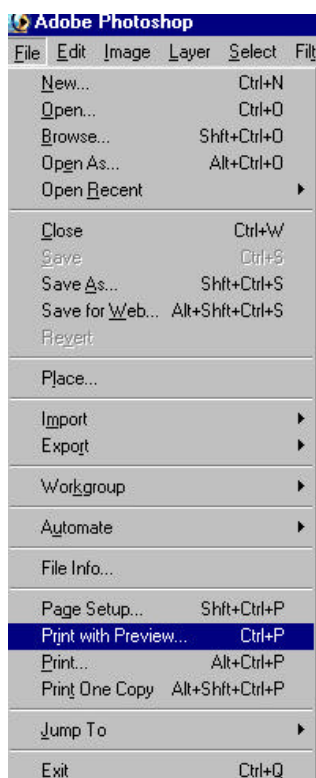 Adobe Photoshop
File Edit Image Layer Select Filt
New... Ctrl+N
Open... Ctrl+O
Browse... Shft+Ctrl+O
Open As... Alt+Ctrl+O
Open Recent
Close Ctrl+W
Save Ctrl+S
Save As... Shft+Ctrl+S
Save for Web... Alt+Shft+Ctrl+S
Revert
Place...
Import
Export
Workgroup
Automate
File Info...
Page Setup... Shft+Ctrl+P
Print with Preview... Ctrl+P
Print... Alt+Ctrl+P
Print One Copy Alt+Shft+Ctrl+P
Jump To
Exit Ctrl+Q